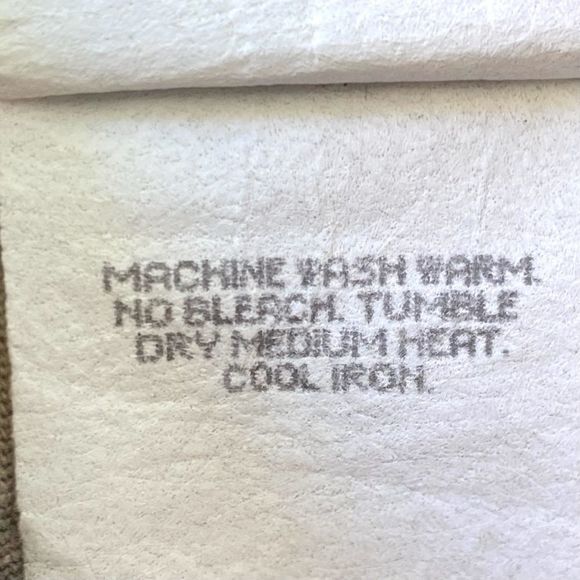 MACHINE WASH WARM.
NO BLEACH. TUMBLE
DRY MEDIUM HEAT.
COOL IRON.